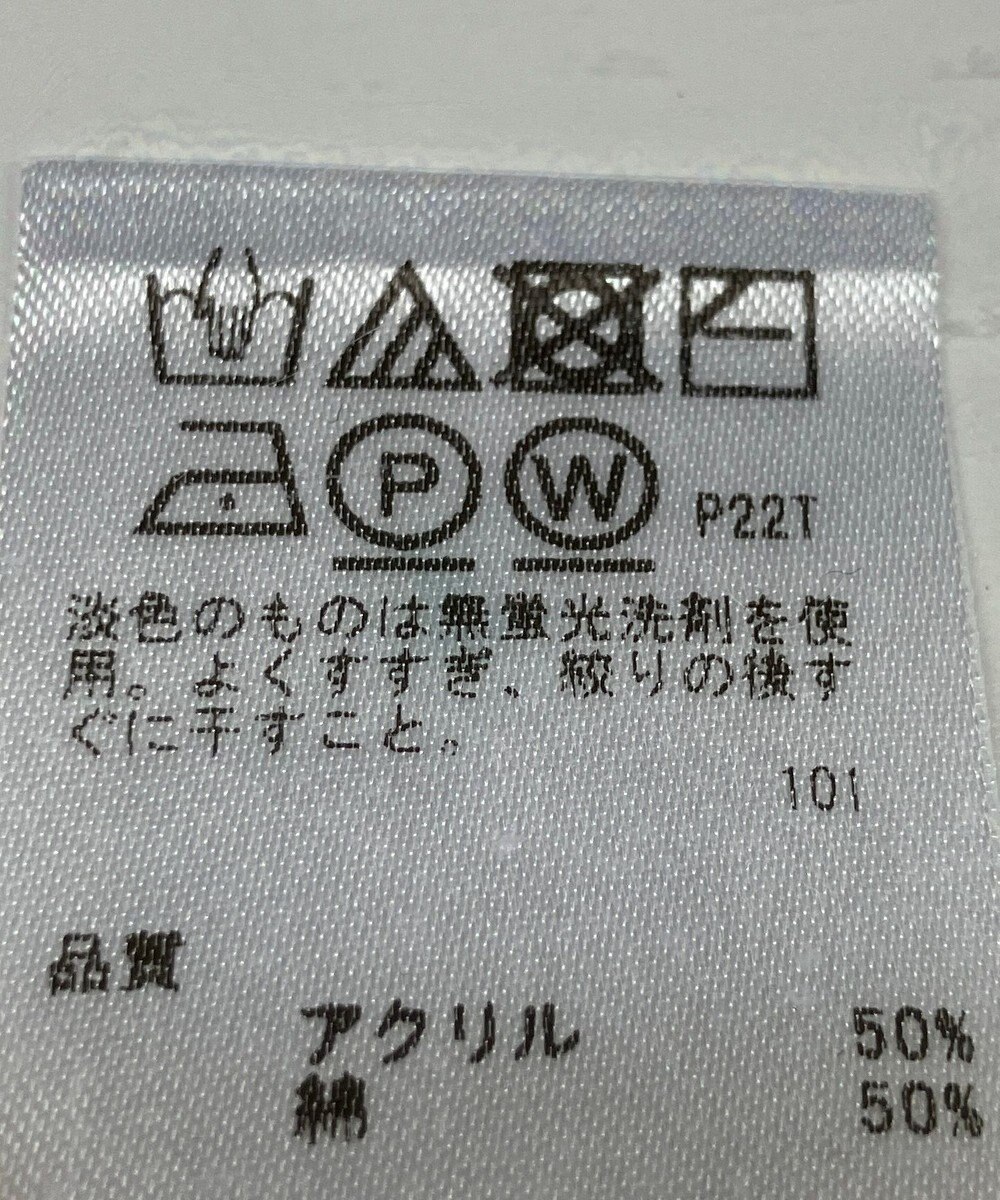 P W P22T
淡色のものは無蛍光洗剤を使
用。よくすすぎ、絞りの後す
ぐに干すこと。
101
品質
アクリル 50%
綿 50%